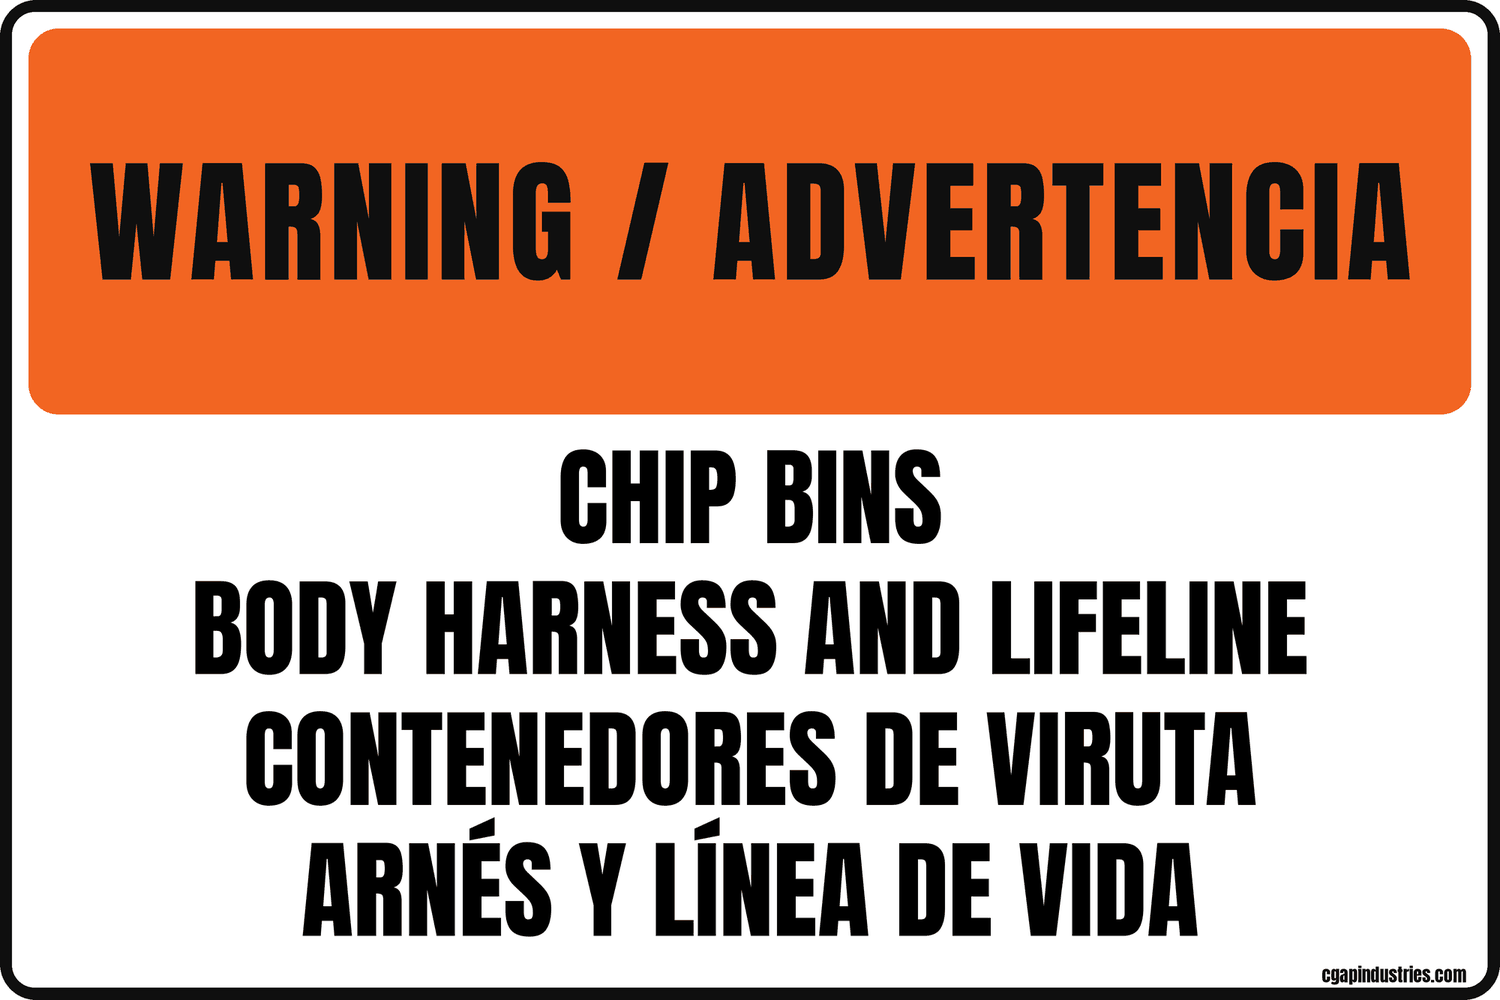 WARNING / ADVERTENCIA
CHIP BINS
BODY HARNESS AND LIFELINE
CONTENEDORES DE VIRUTA
ARNÉS Y LÍNEA DE VIDA
cgapindustries.com